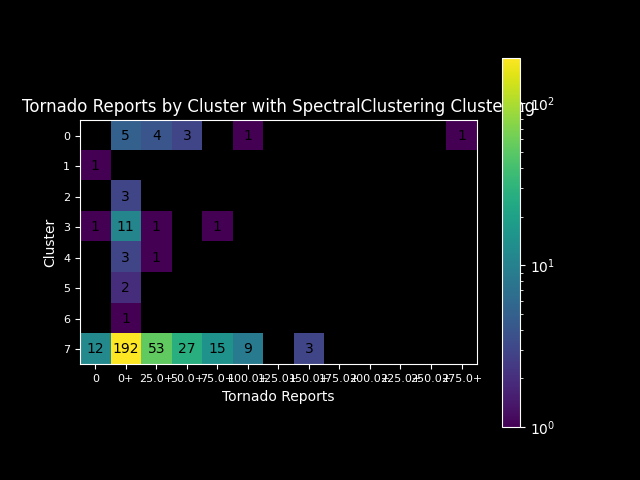 Tornado Reports by Cluster with SpectralClustering Clustering
0 5 4 3 1 1
1 1
2 3
3 1 11 1 1
4 3 1
5 2
6 1
7 12 192 53 27 15 9 3
0 0+ 25.0+ 50.0+ 75.0+ 100.0+ 125.0+ 150.0+ 175.0+ 200.0+ 225.0+ 250.0+ 275.0+
Tornado Reports
Cluster
10²
10¹
10⁰